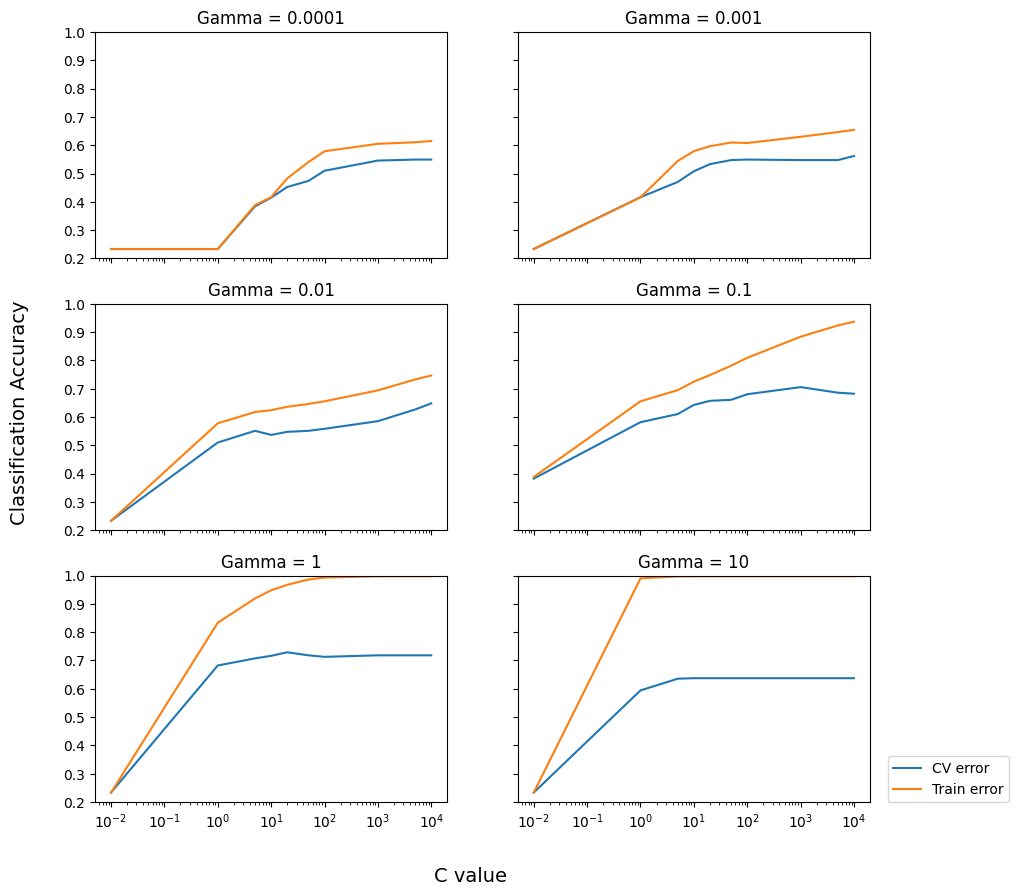 Gamma = 0.0001
Gamma = 0.001
1.0
0.9
0.8
0.7
0.6
0.5
0.4
0.3
0.2
Gamma = 0.01
Gamma = 0.1
1.0
0.9
0.8
0.7
0.6
0.5
0.4
0.3
0.2
Classification Accuracy
Gamma = 1
Gamma = 10
1.0
0.9
0.8
0.7
0.6
0.5
0.4
0.3
0.2
10⁻² 10⁻¹ 10⁰ 10¹ 10² 10³ 10⁴
10⁻² 10⁻¹ 10⁰ 10¹ 10² 10³ 10⁴
CV error
Train error
C value